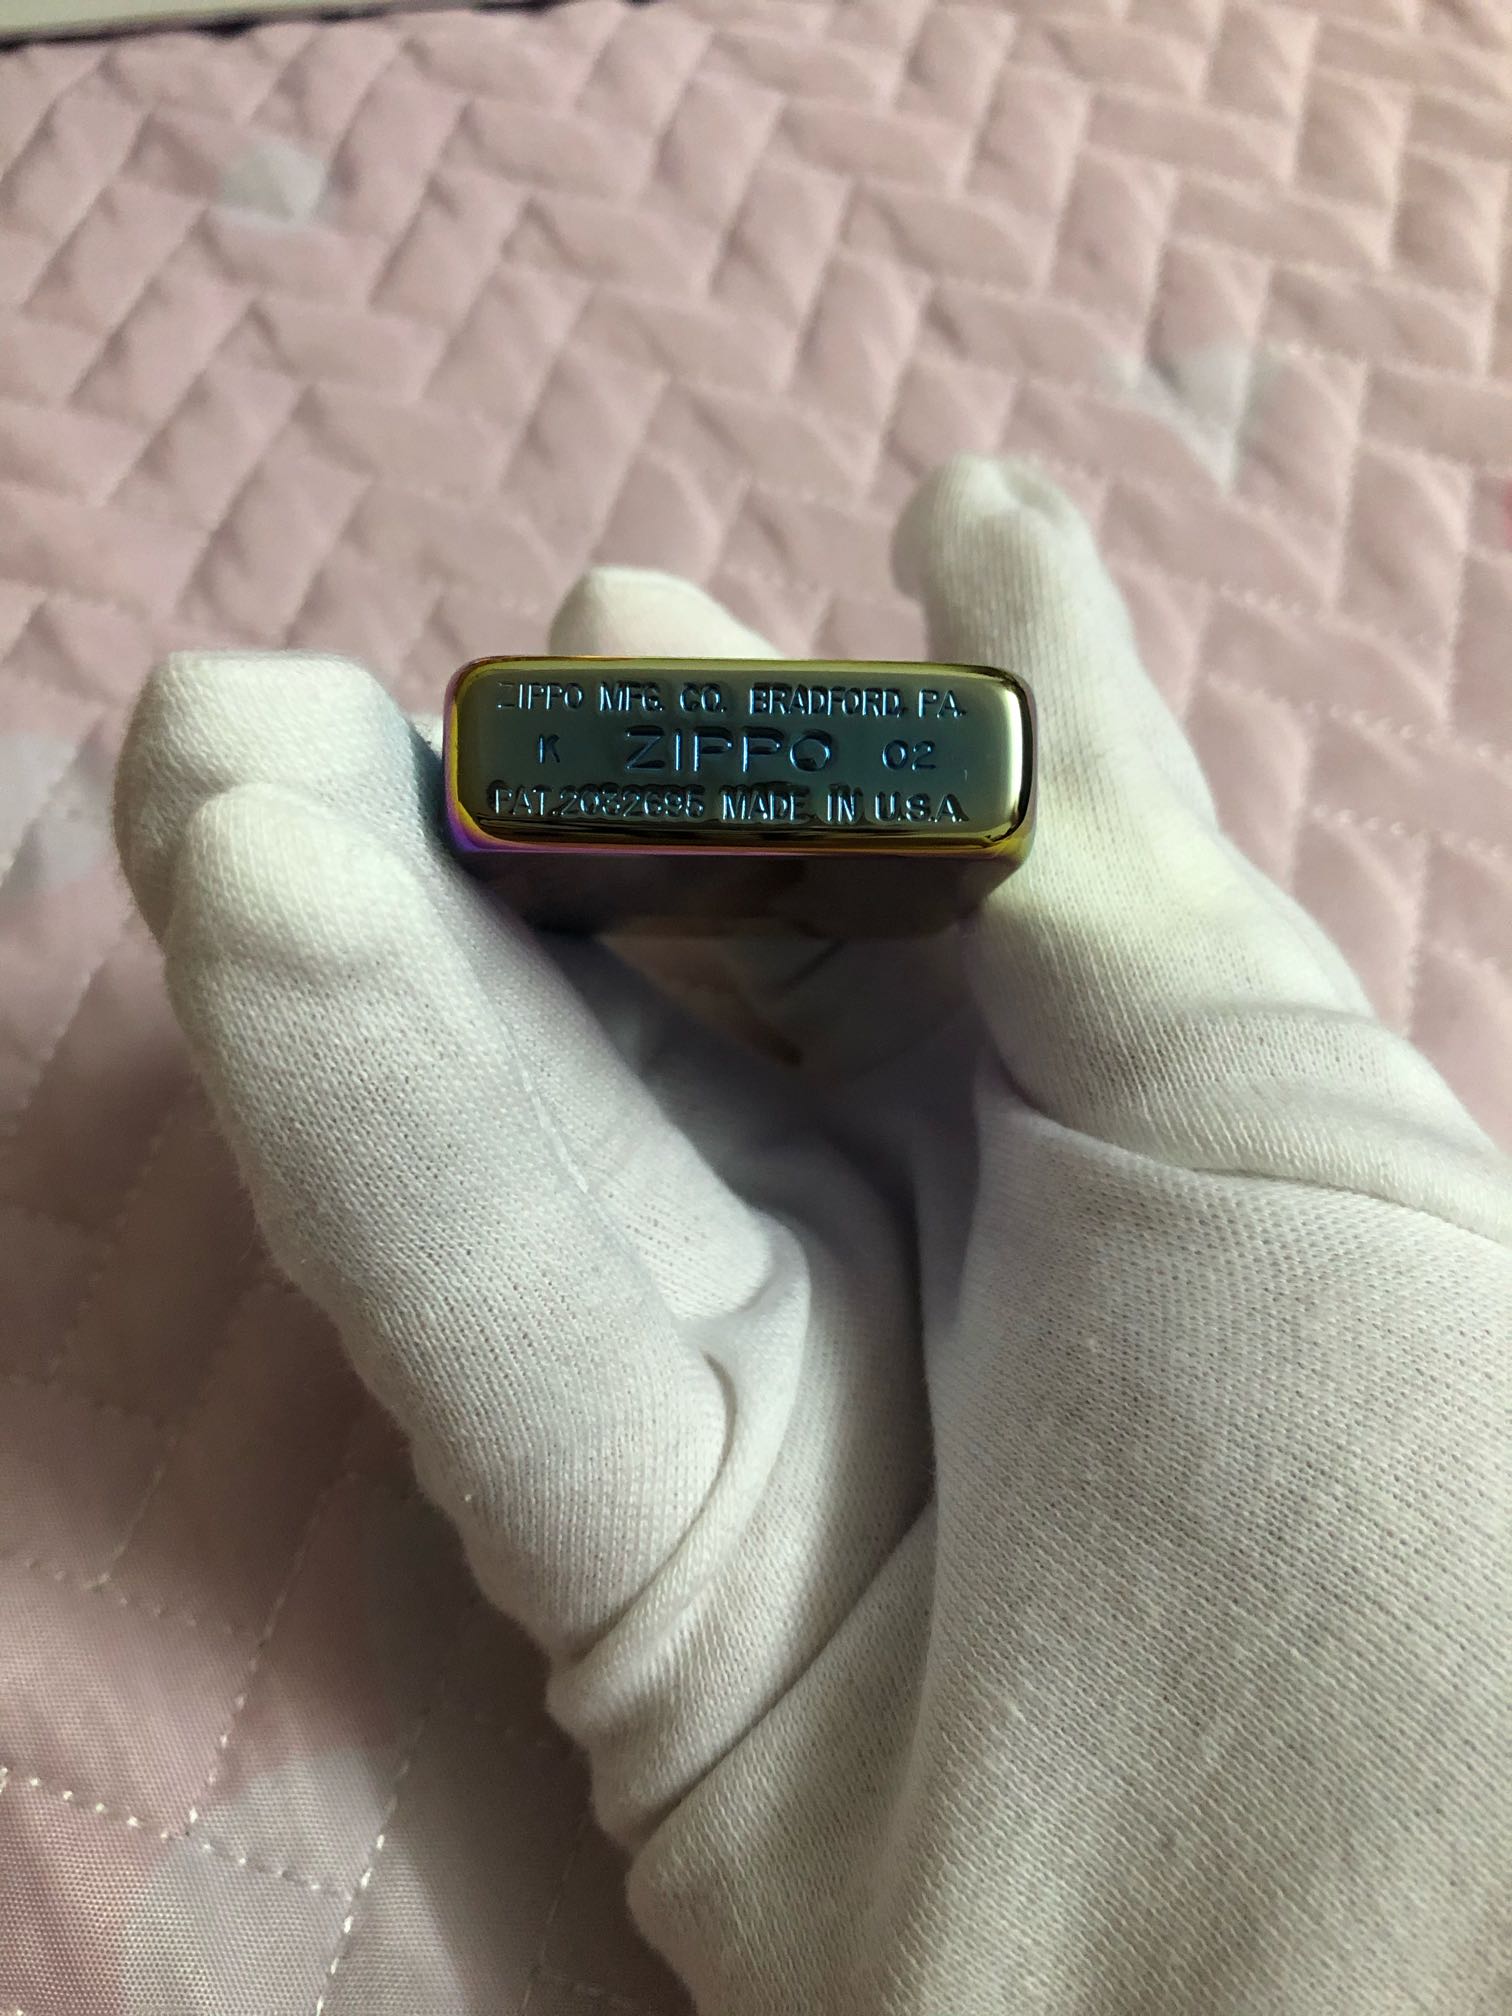 ZIPPO MFG. CO. BRADFORD, PA.
K ZIPPO 02
PAT.2032695 MADE IN U.S.A.